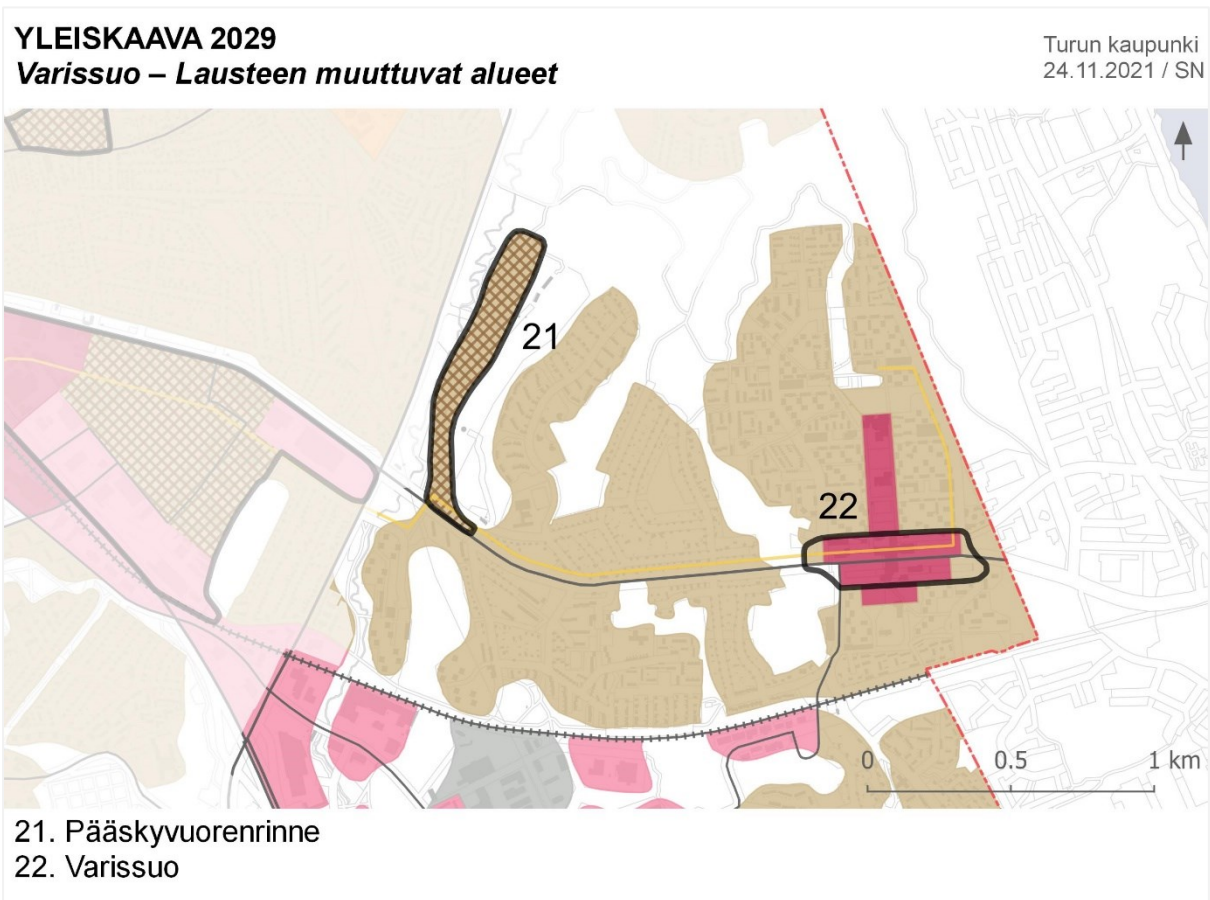 YLEISKAAVA 2029
Varissuo – Lausteen muuttuvat alueet
Turun kaupunki
24.11.2021 / SN
21
22
0 0.5 1 km
21. Pääskyvuorenrinne
22. Varissuo